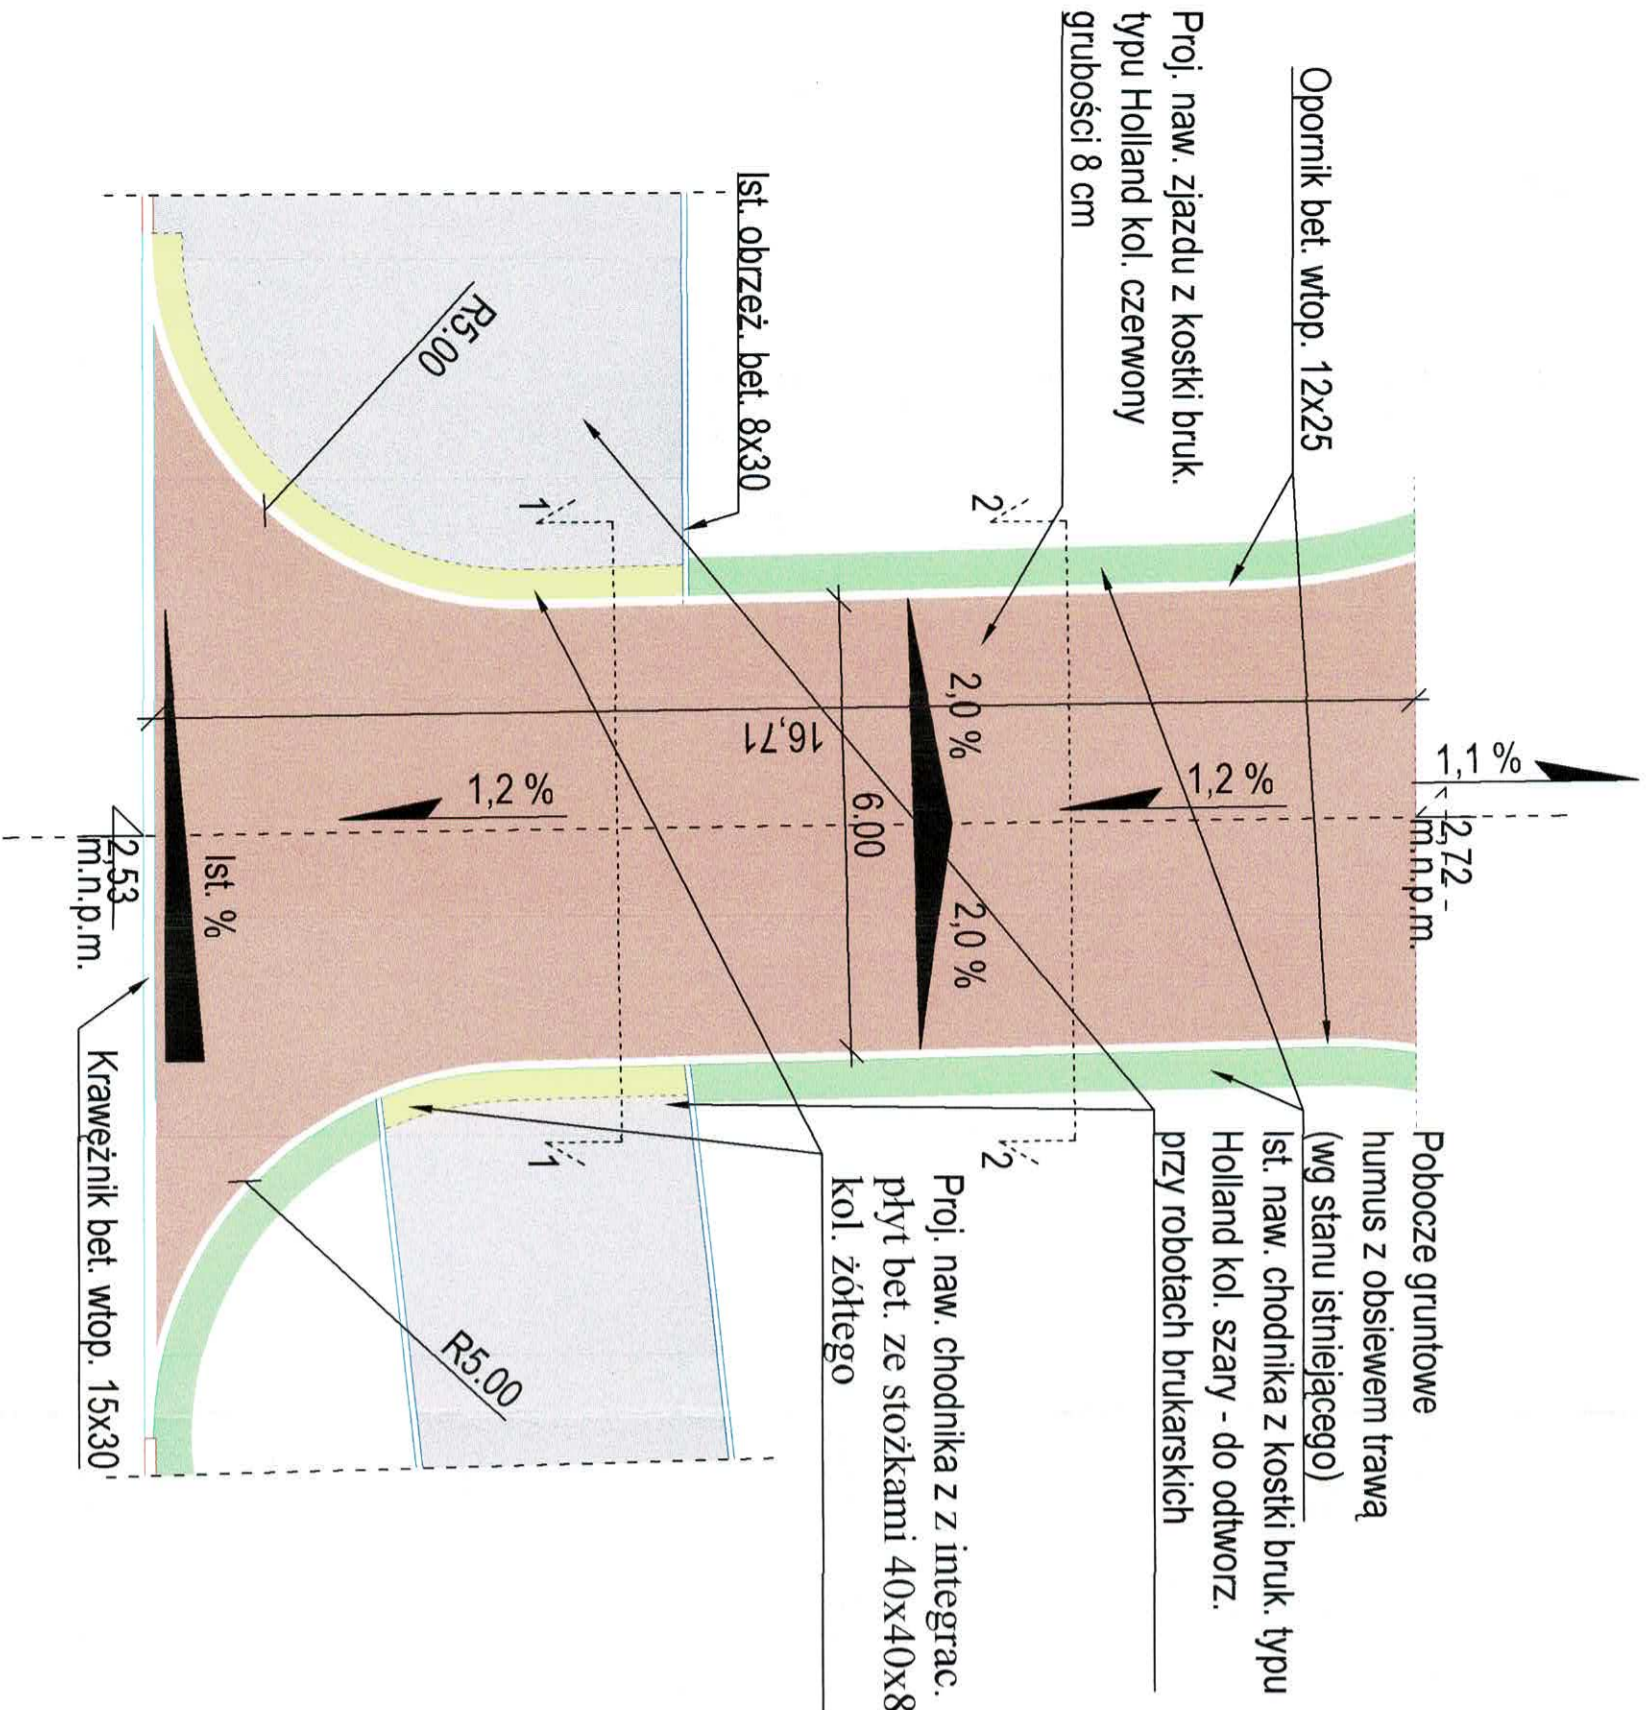 Opornik bet. wtop. 12x25
Proj. naw. zjazdu z kostki bruk.
typu Holland kol. czerwony
grubości 8 cm
Ist. obrzeż. bet. 8x30
R5.00
1
2
2,0 %
2,0 %
16,71
6.00
1,2 %
1,2 %
1,1 %
2,72
m.n.p.m.
2,53
m.n.p.m.
Ist. %
1
2
Pobocze gruntowe
humus z obsiewem trawą
(wg stanu istniejącego)
Ist. naw. chodnika z kostki bruk. typu
Holland kol. szary - do odtworz.
przy robotach brukarskich
Proj. naw. chodnika z z integrac.
płyt bet. ze stożkami 40x40x8
kol. żółtego
R5.00
Krawężnik bet. wtop. 15x30